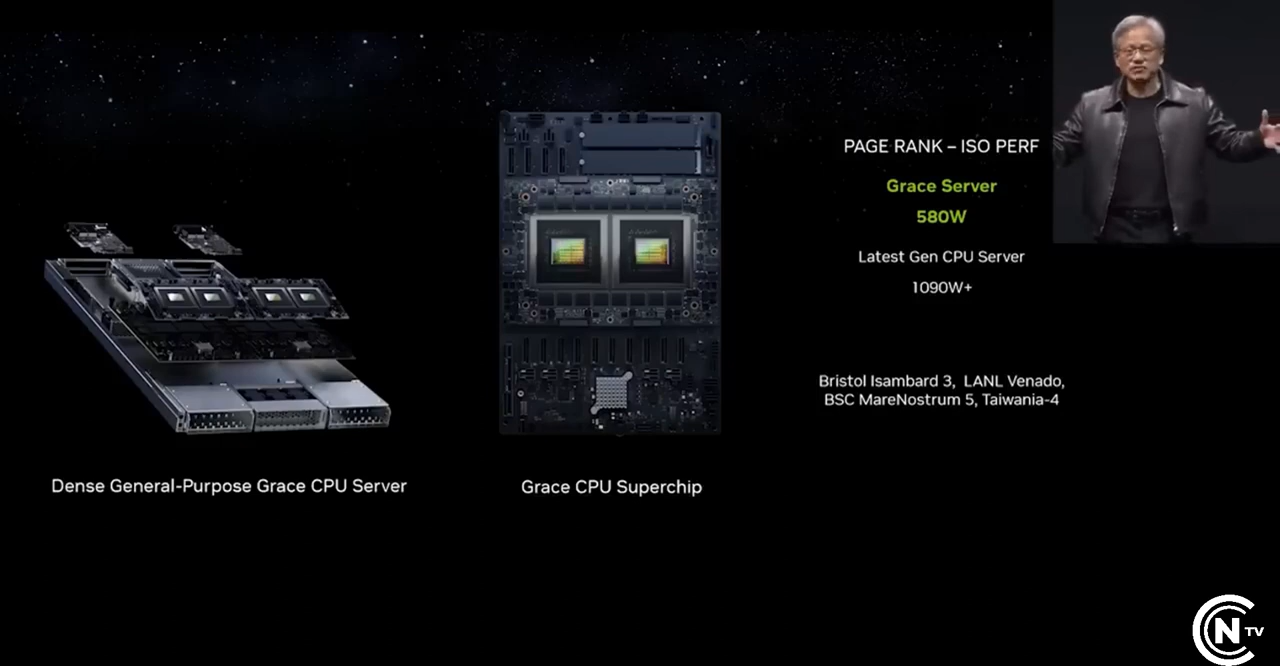 PAGE RANK – ISO PERF
Grace Server
580W
Latest Gen CPU Server
1090W+
Bristol Isambard 3, LANL Venado,
BSC MareNostrum 5, Taiwania-4
Dense General-Purpose Grace CPU Server
Grace CPU Superchip
CNC TV